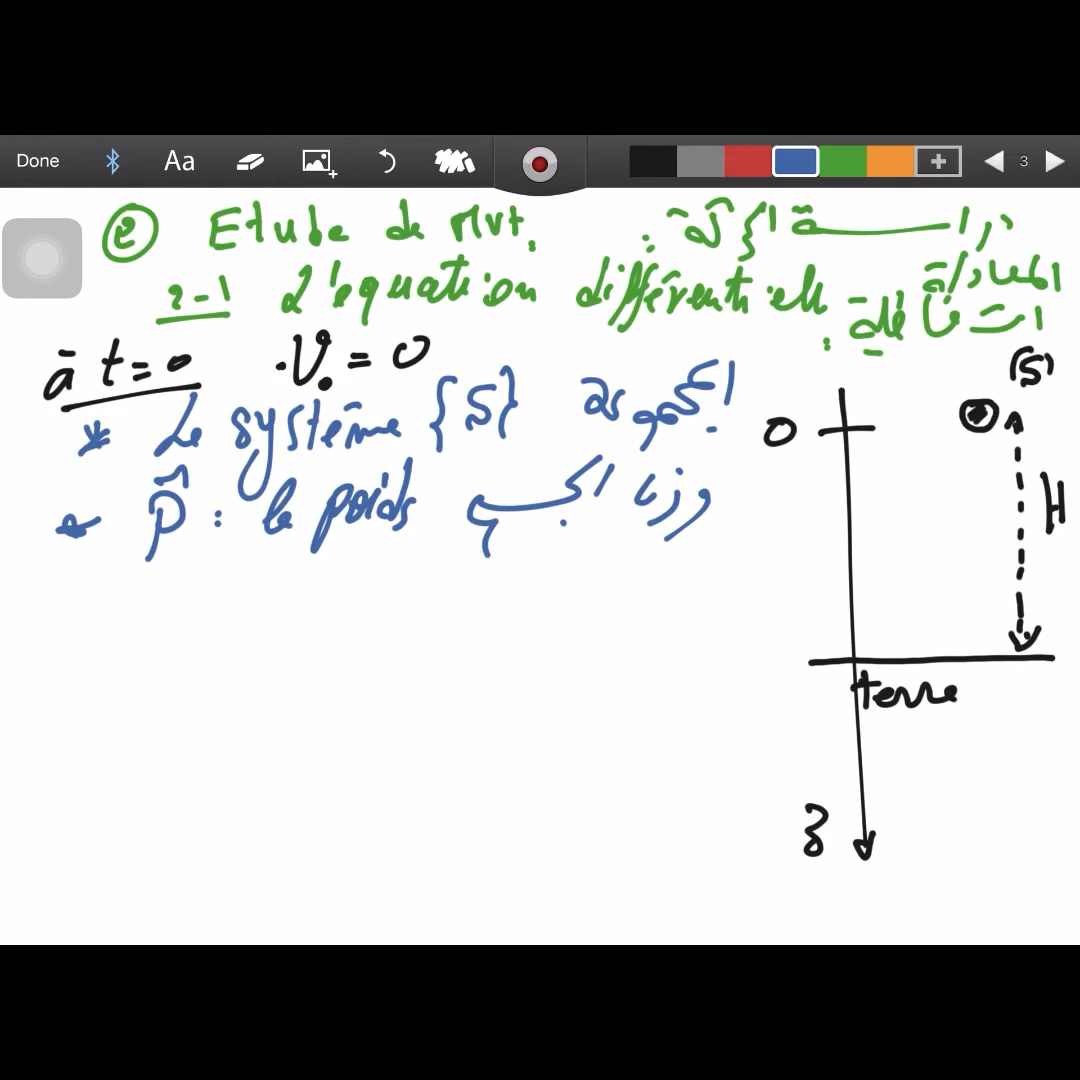 Done Aa 3
② Etude de Mvt. : دراسة الحركة
2-1 L'équation différentielle :
المعادلة التفاضلية
à t = 0 . V₀ = 0
(S)
* Le système {S} المجموعة
O
* P⃗ : le poids وزن الجسم
H
terre
z